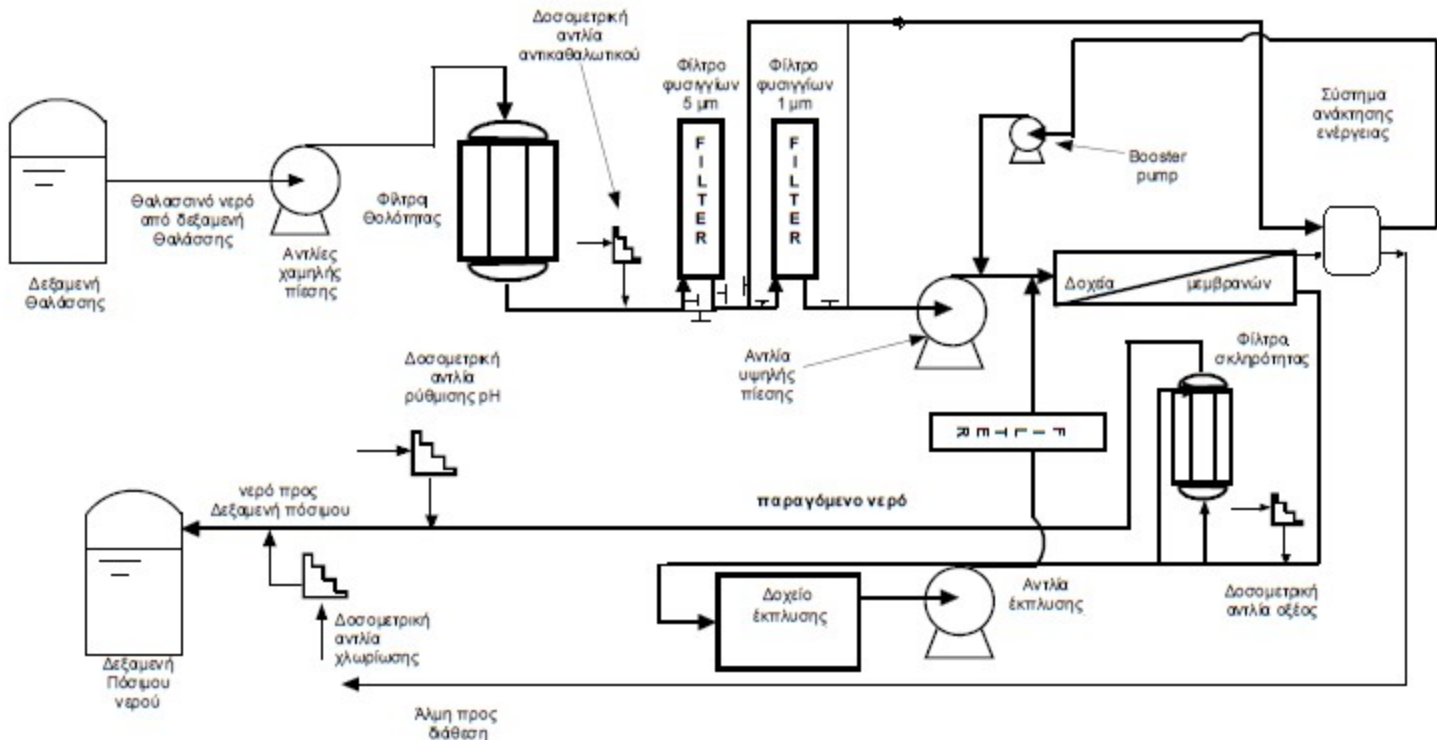 Δοσομετρική
αντλία
αντικαθαλωτικού
Φίλτρο
φυσιγγίων
5 μm
Φίλτρο
φυσιγγίων
1 μm
FILTER
FILTER
Σύστημα
ανάκτησης
ενέργειας
Booster
pump
Θαλασσινό νερό
από δεξαμενή
Θαλάσσης
Φίλτρα
Θολότητας
Αντλίες
χαμηλής
πίεσης
Δεξαμενή
Θαλάσσης
Δοχεία μεμβρανών
Αντλία
υψηλής
πίεσης
Φίλτρα
σκληρότητας
Δοσομετρική
αντλία
ρύθμισης pH
FILTER
νερό προς
Δεξαμενή πόσιμου
παραγόμενο νερό
Δοχείο
έκπλυσης
Αντλία
έκπλυσης
Δοσομετρική
αντλία οξέος
Δοσομετρική
αντλία
χλωρίωσης
Δεξαμενή
Πόσιμου
νερού
Άλμη προς
διάθεση